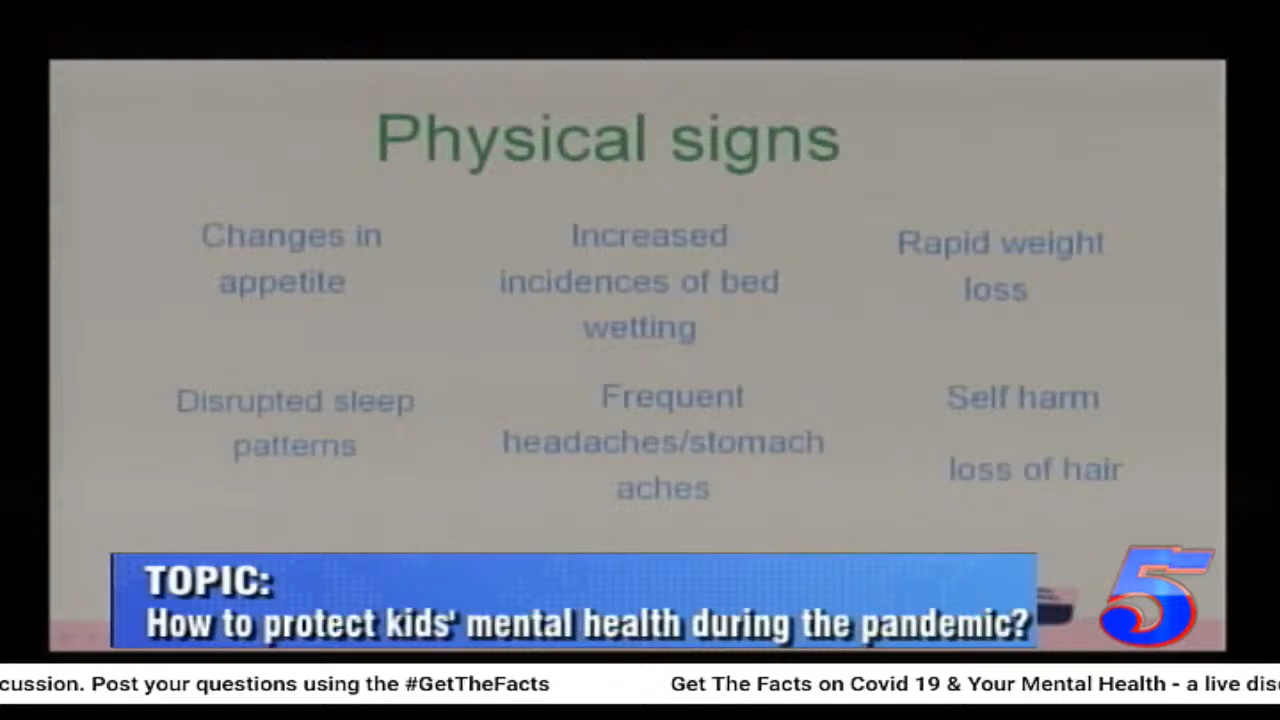 Physical signs
Changes in
appetite
Increased
incidences of bed
wetting
Rapid weight
loss
Disrupted sleep
patterns
Frequent
headaches/stomach
aches
Self harm
loss of hair
TOPIC:
How to protect kids' mental health during the pandemic?
5
cussion. Post your questions using the #GetTheFacts
Get The Facts on Covid 19 & Your Mental Health - a live disc